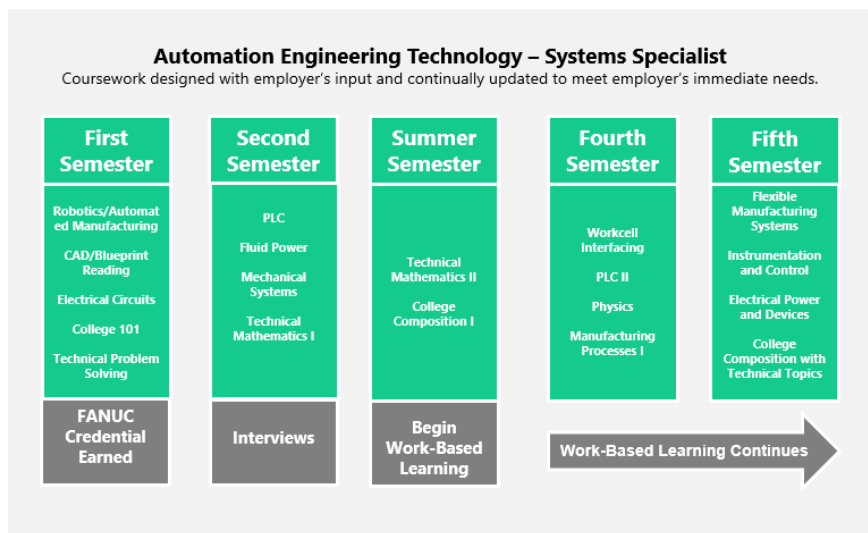 Automation Engineering Technology – Systems Specialist
Coursework designed with employer's input and continually updated to meet employer's immediate needs.
First
Semester
Robotics/Automat
ed Manufacturing
CAD/Blueprint
Reading
Electrical Circuits
College 101
Technical Problem
Solving
FANUC
Credential
Earned
Second
Semester
PLC
Fluid Power
Mechanical
Systems
Technical
Mathematics I
Interviews
Summer
Semester
Technical
Mathematics II
College
Composition I
Begin
Work-Based
Learning
Fourth
Semester
Workcell
Interfacing
PLC II
Physics
Manufacturing
Processes I
Fifth
Semester
Flexible
Manufacturing
Systems
Instrumentation
and Control
Electrical Power
and Devices
College
Composition with
Technical Topics
Work-Based Learning Continues